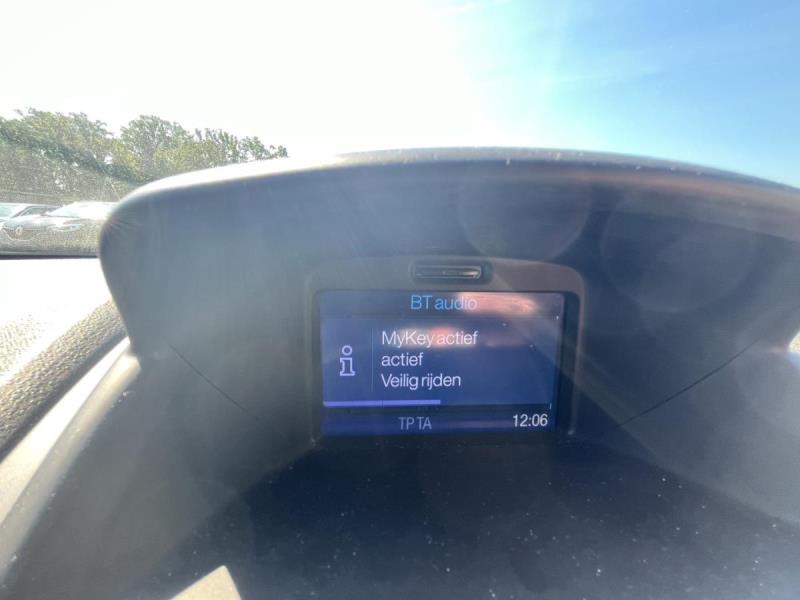 BT audio
MyKey actief
actief
Veilig rijden
TP TA
12:06